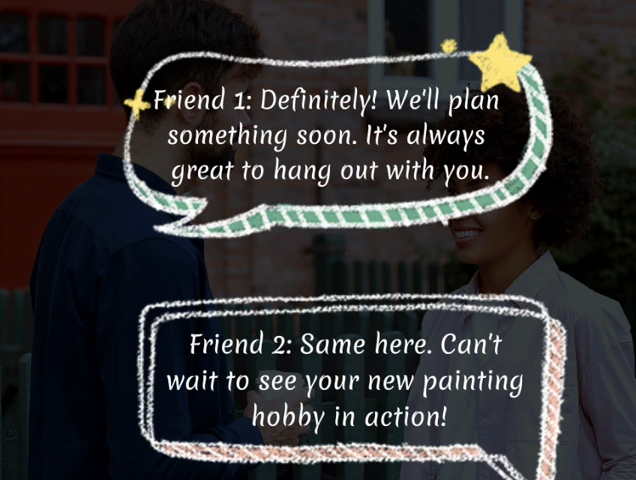 Friend 1: Definitely! We'll plan
something soon. It's always
great to hang out with you.
Friend 2: Same here. Can't
wait to see your new painting
hobby in action!